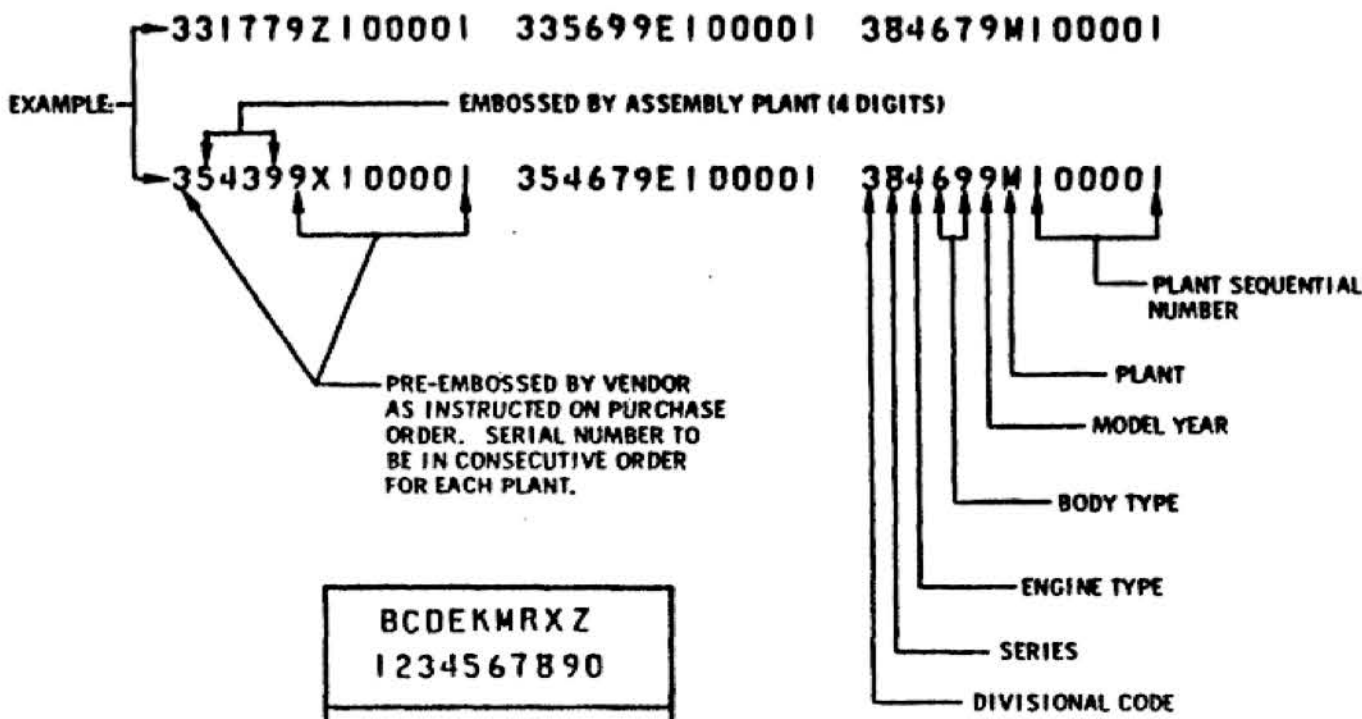 331779Z100001 335699E100001 384679M100001
EXAMPLE:
EMBOSSED BY ASSEMBLY PLANT (4 DIGITS)
354399X100001 354679E100001 384699M100001
PLANT SEQUENTIAL
NUMBER
PLANT
PRE-EMBOSSED BY VENDOR
AS INSTRUCTED ON PURCHASE
ORDER. SERIAL NUMBER TO
BE IN CONSECUTIVE ORDER
FOR EACH PLANT.
MODEL YEAR
BODY TYPE
ENGINE TYPE
SERIES
DIVISIONAL CODE
BCDEKMRXZ
1234567890